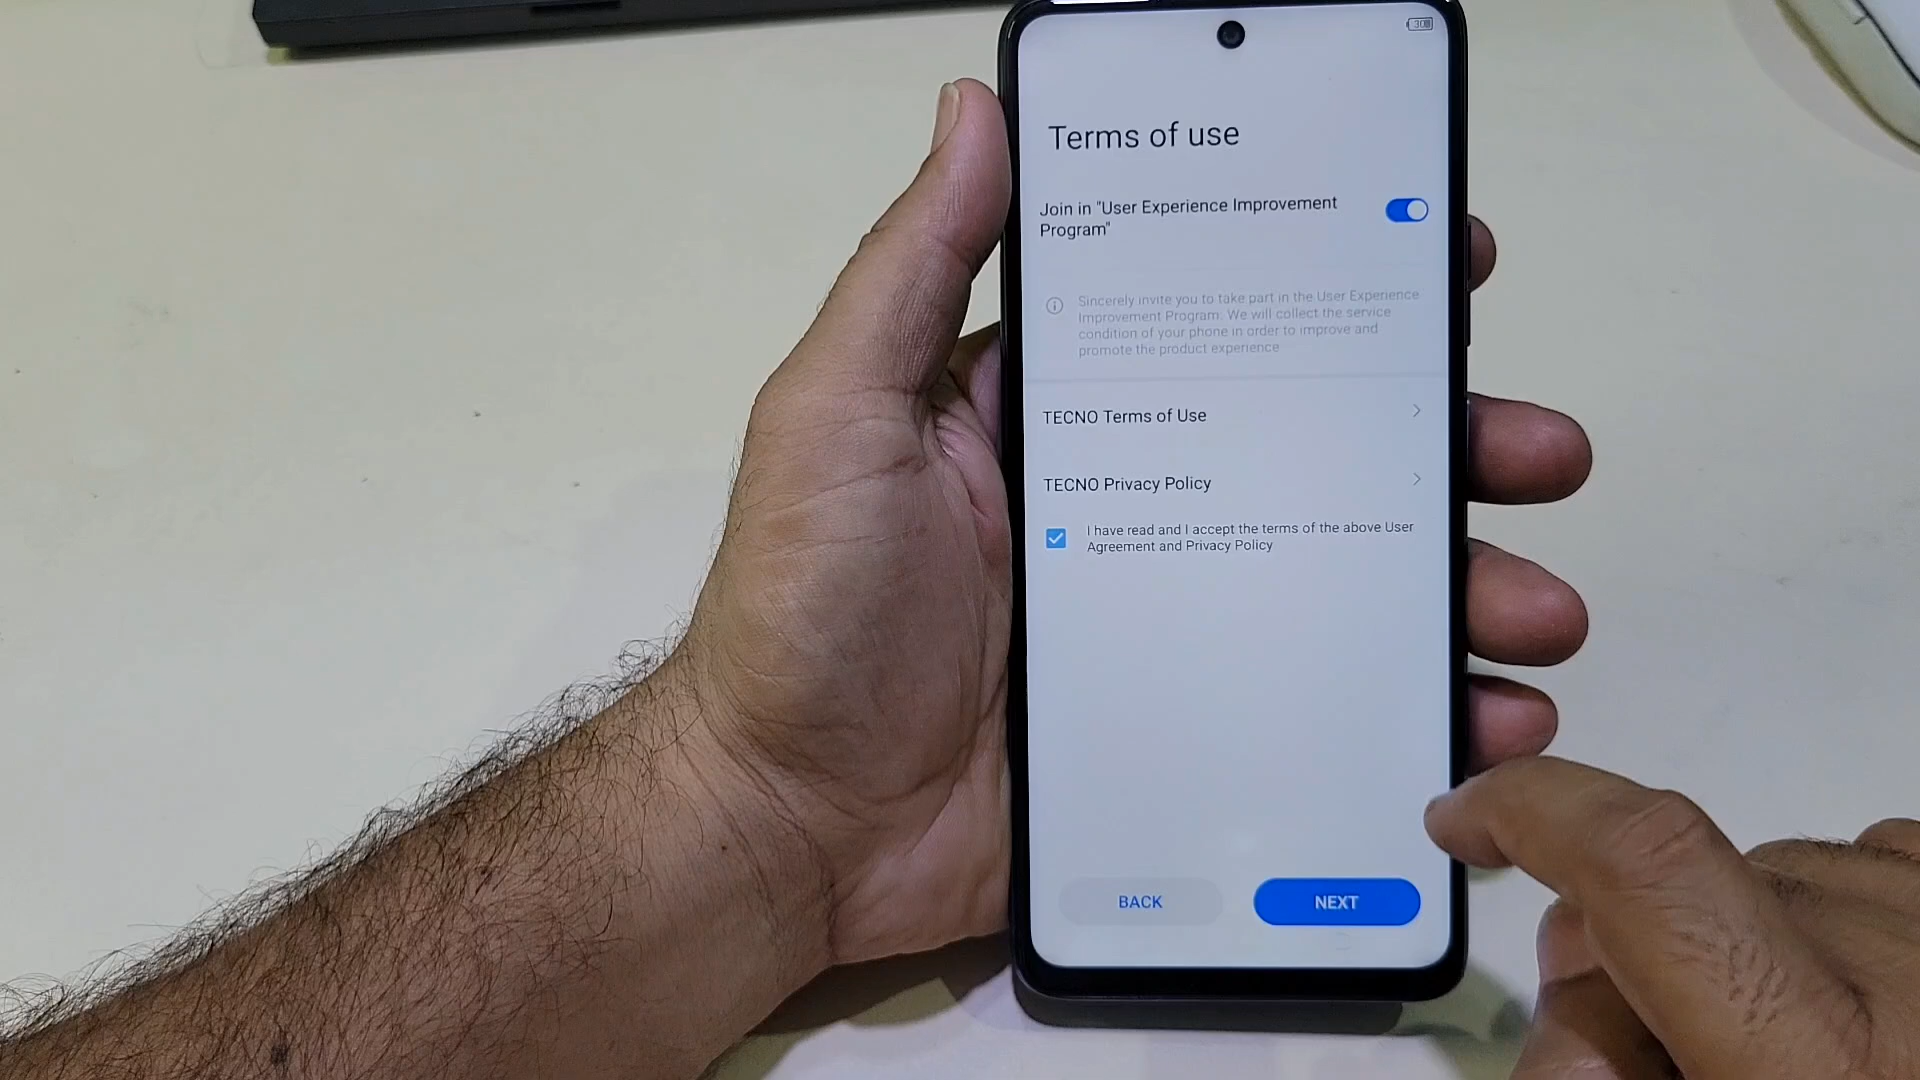 30
Terms of use
Join in "User Experience Improvement
Program"
Sincerely invite you to take part in the User Experience
Improvement Program. We will collect the service
condition of your phone in order to improve and
promote the product experience
TECNO Terms of Use
TECNO Privacy Policy
I have read and I accept the terms of the above User
Agreement and Privacy Policy
BACK
NEXT